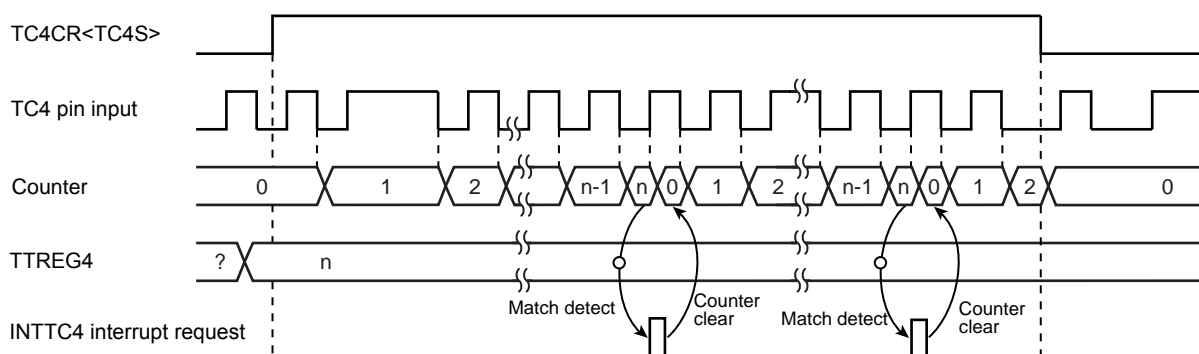 TC4CR<TC4S>
TC4 pin input
Counter 0 1 2 n-1 n 0 1 2 n-1 n 0 1 2 0
TTREG4 ? n
Match detect Counter clear Match detect Counter clear
INTTC4 interrupt request